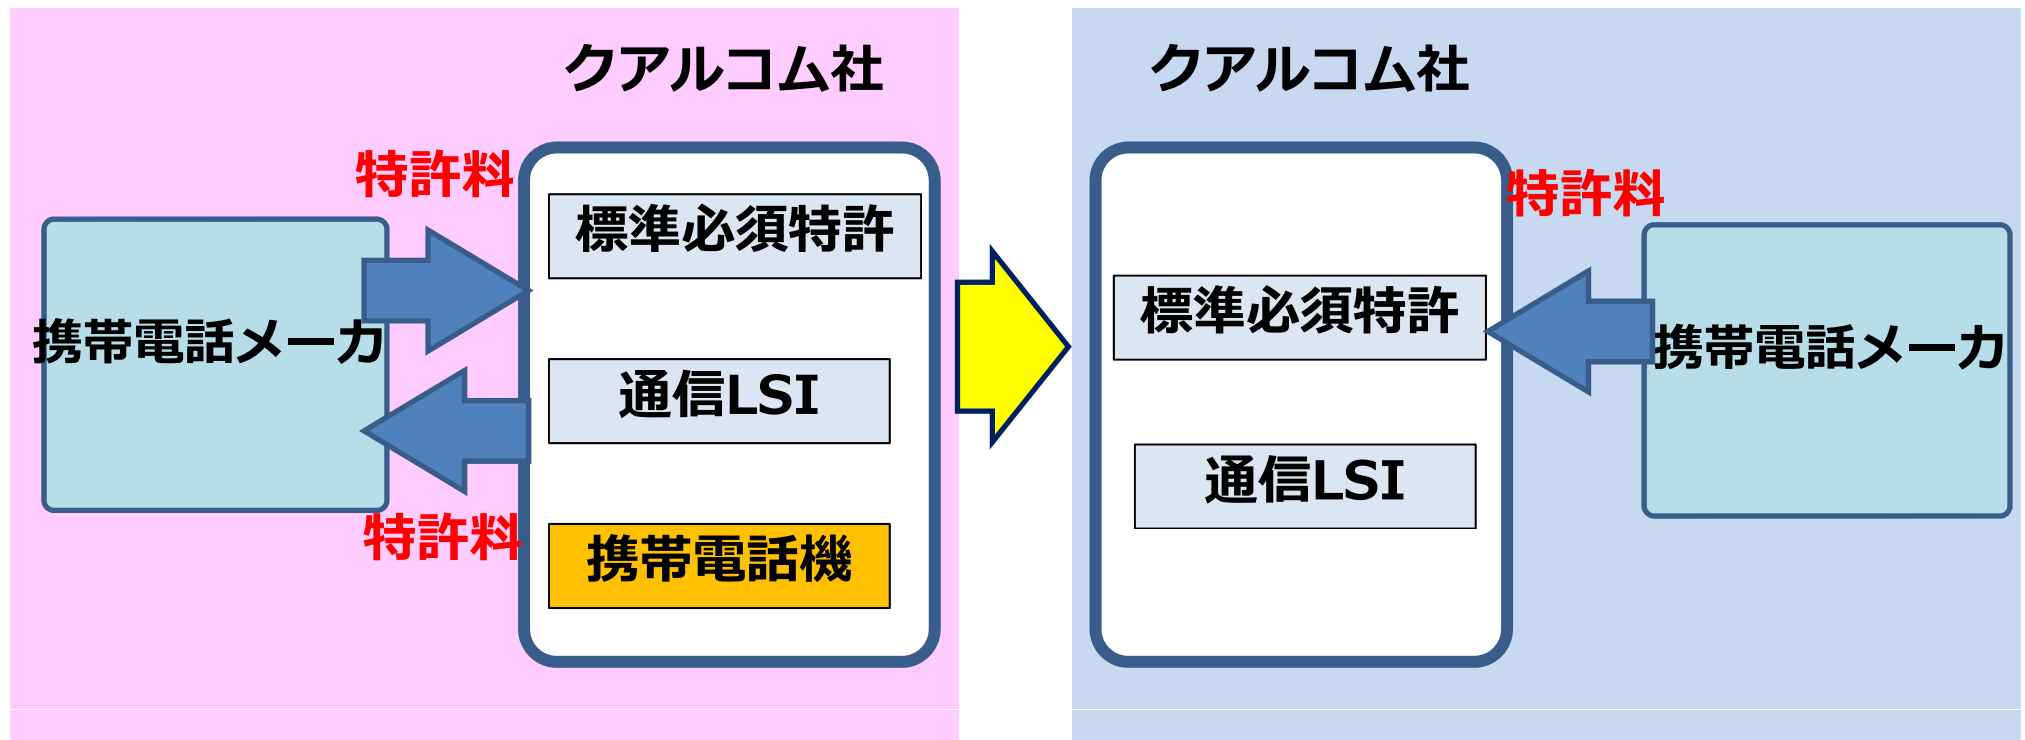 クアルコム社
特許料
標準必須特許
携帯電話メーカ
通信LSI
特許料
携帯電話機
クアルコム社
特許料
標準必須特許
携帯電話メーカ
通信LSI